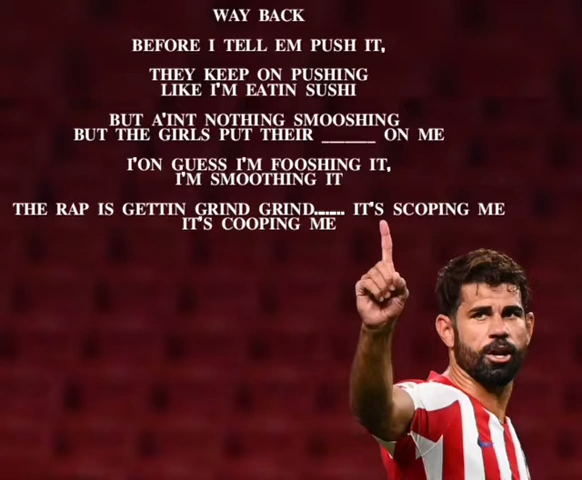 WAY BACK
BEFORE I TELL EM PUSH IT,
THEY KEEP ON PUSHING
LIKE I'M EATIN SUSHI
BUT A'INT NOTHING SMOOSHING
BUT THE GIRLS PUT THEIR ______ ON ME
I'ON GUESS I'M FOOSHING IT,
I'M SMOOTHING IT
THE RAP IS GETTIN GRIND GRIND........ IT'S SCOPING ME
IT'S COOPING ME